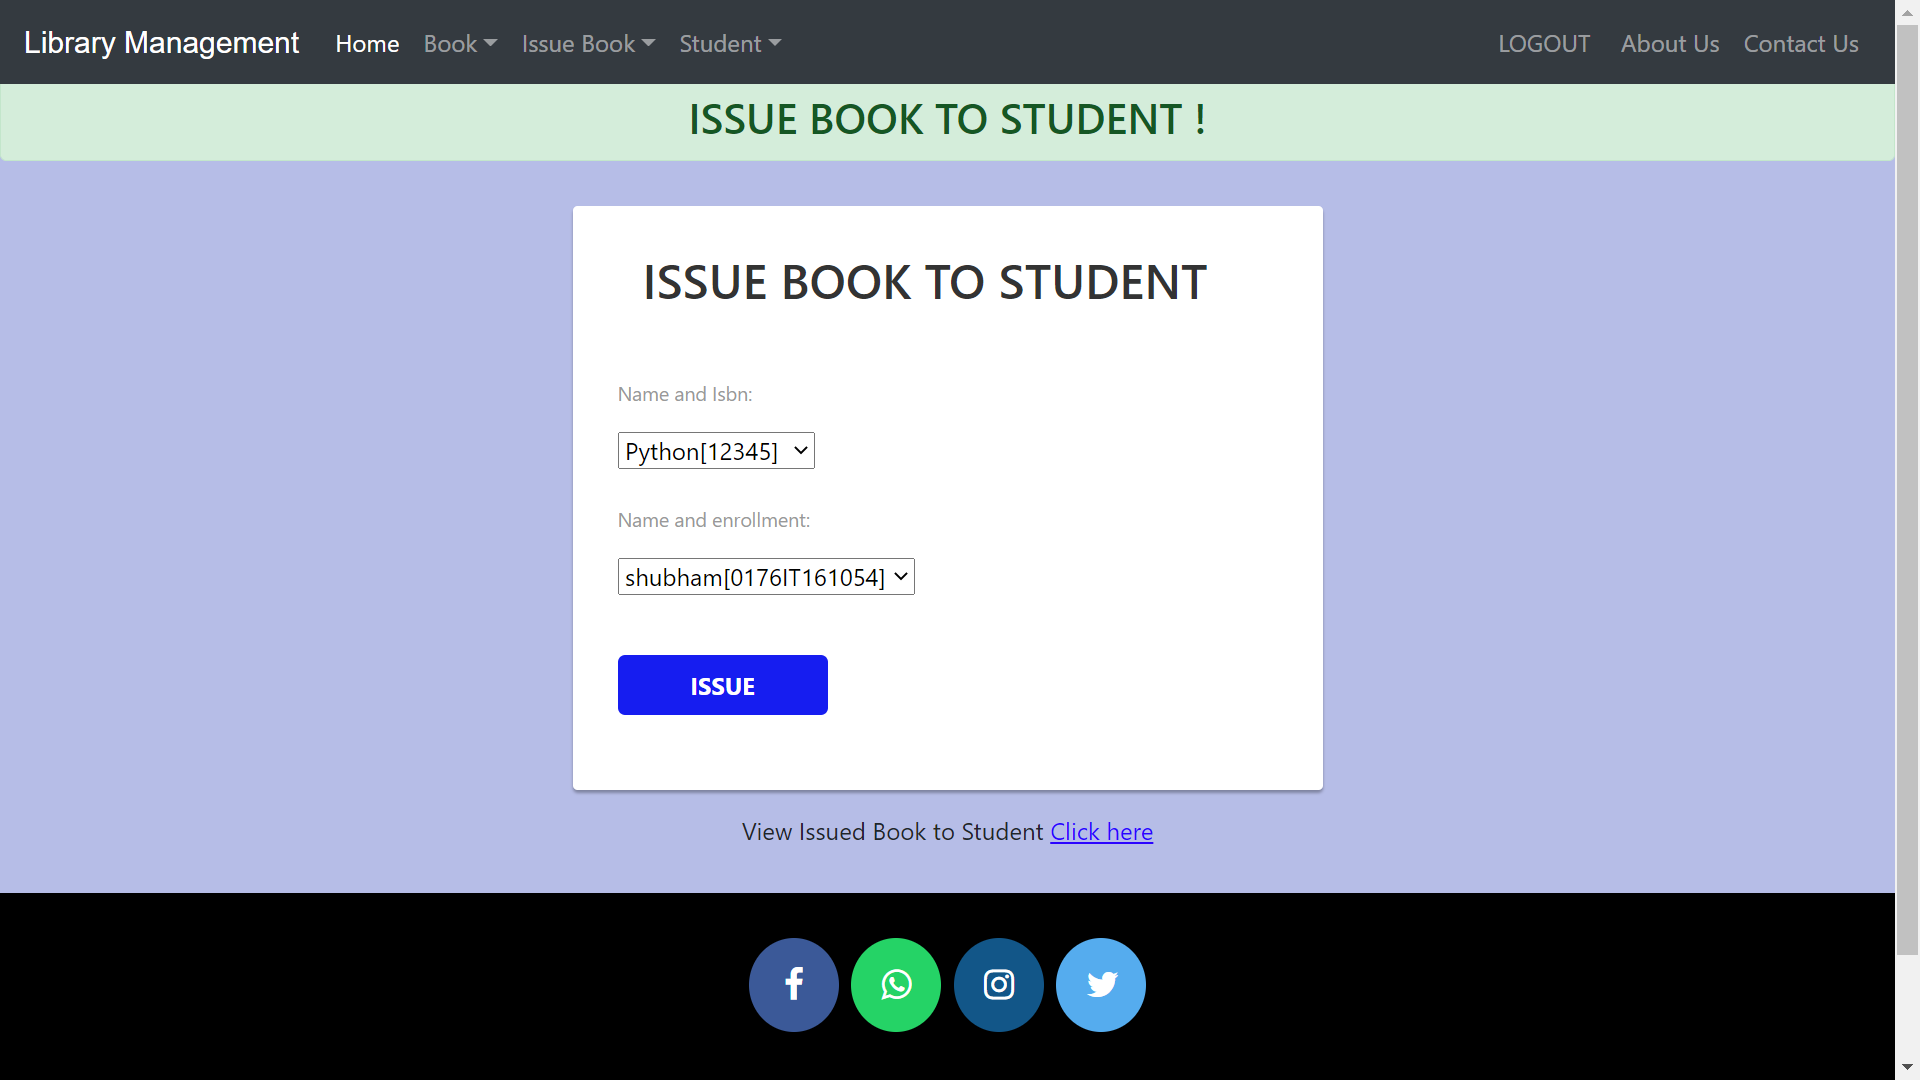 Library Management Home Book Issue Book Student LOGOUT About Us Contact Us
ISSUE BOOK TO STUDENT !
ISSUE BOOK TO STUDENT
Name and Isbn:
Python[12345]
Name and enrollment:
shubham[0176IT161054]
ISSUE
View Issued Book to Student Click here